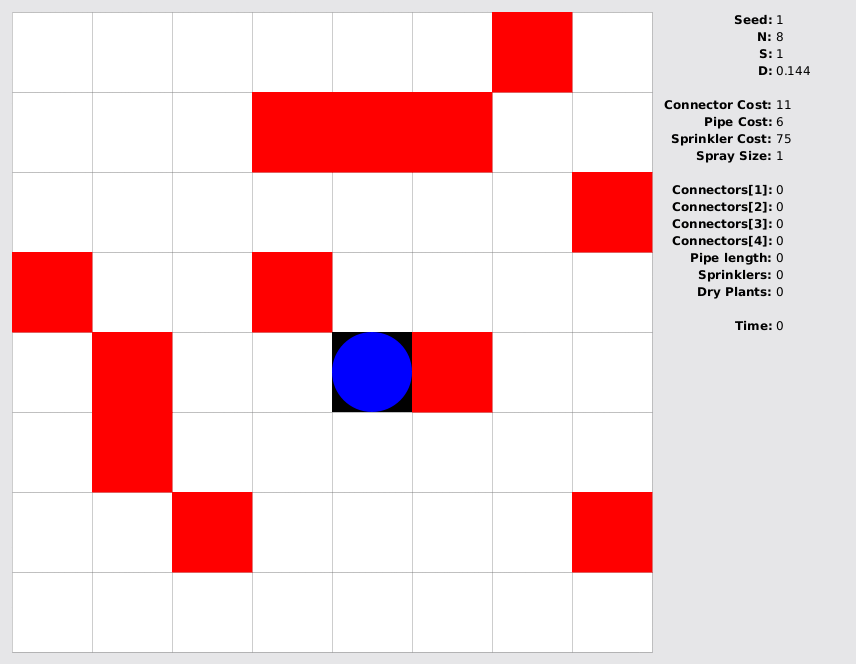 Seed: 1
N: 8
S: 1
D: 0.144
Connector Cost: 11
Pipe Cost: 6
Sprinkler Cost: 75
Spray Size: 1
Connectors[1]: 0
Connectors[2]: 0
Connectors[3]: 0
Connectors[4]: 0
Pipe length: 0
Sprinklers: 0
Dry Plants: 0
Time: 0